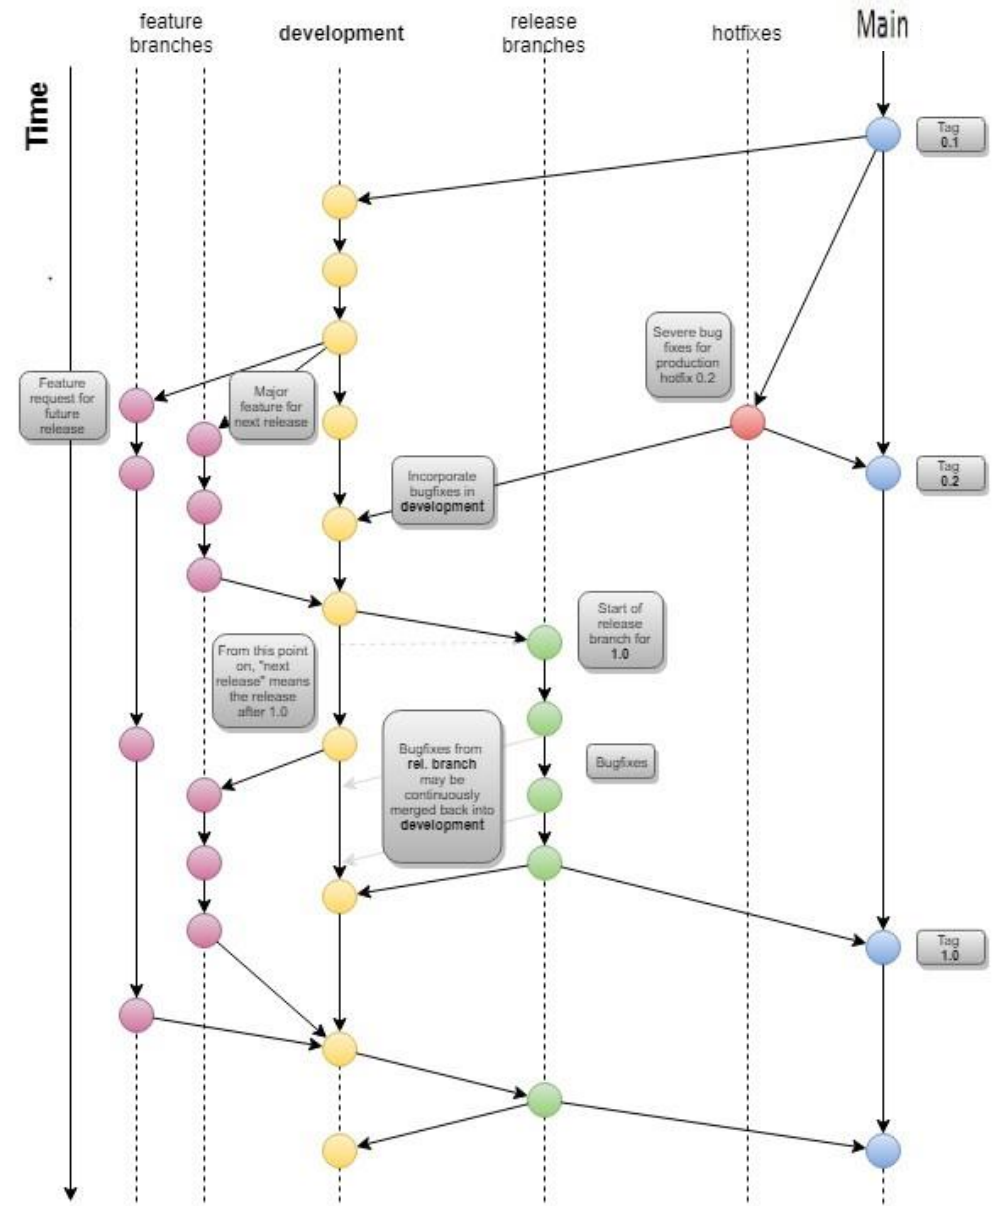 feature
branches
development
release
branches
hotfixes
Main
Time
Tag
0.1
Severe bug
fixes for
production
hotfix 0.2
Feature
request for
future
release
Major
feature for
next release
Incorporate
bugfixes in
development
Tag
0.2
Start of
release
branch for
1.0
From this point
on, "next
release" means
the release
after 1.0
Bugfixes from
rel. branch
may be
continuously
merged back into
development
Bugfixes
Tag
1.0